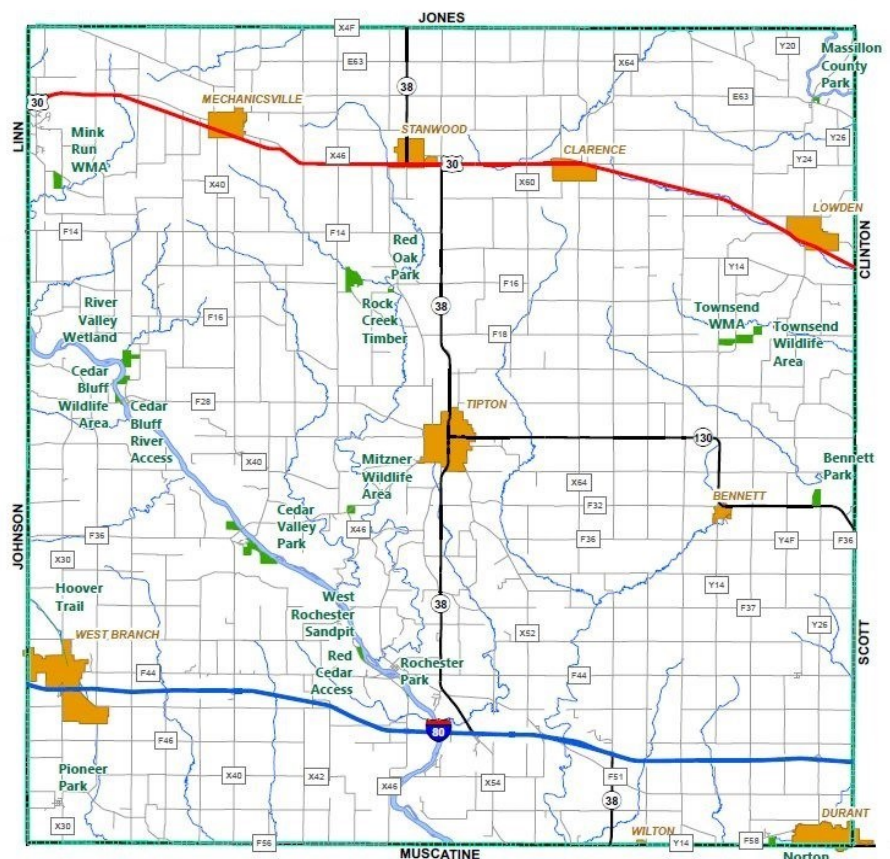 JONES
X4F
Y20
Massillon
County
Park
E63
X64
38
E63
30
MECHANICSVILLE
STANWOOD
CLARENCE
Y26
LINN
Mink
Run
WMA
X46
30
X60
Y24
X40
LOWDEN
F14
F14
Red
Oak
Park
CLINTON
Y14
F16
River
Valley
Wetland
F16
Rock
Creek
Timber
38
F18
Townsend
WMA
Townsend
Wildlife
Area
Cedar
Bluff
Wildlife
Area
F28
Cedar
Bluff
River
Access
TIPTON
130
Mitzner
Wildlife
Area
X40
X64
Bennett
Park
F32
BENNETT
Cedar
Valley
Park
X46
F36
F36
Y4F
F36
JOHNSON
X30
Hoover
Trail
Y14
West
Rochester
Sandpit
38
F37
WEST BRANCH
X52
Y26
SCOTT
Red
Cedar
Access
Rochester
Park
F44
F44
80
F46
Pioneer
Park
X40
X42
X46
X54
F51
38
X30
F56
WILTON
Y14
F58
DURANT
MUSCATINE
Norton